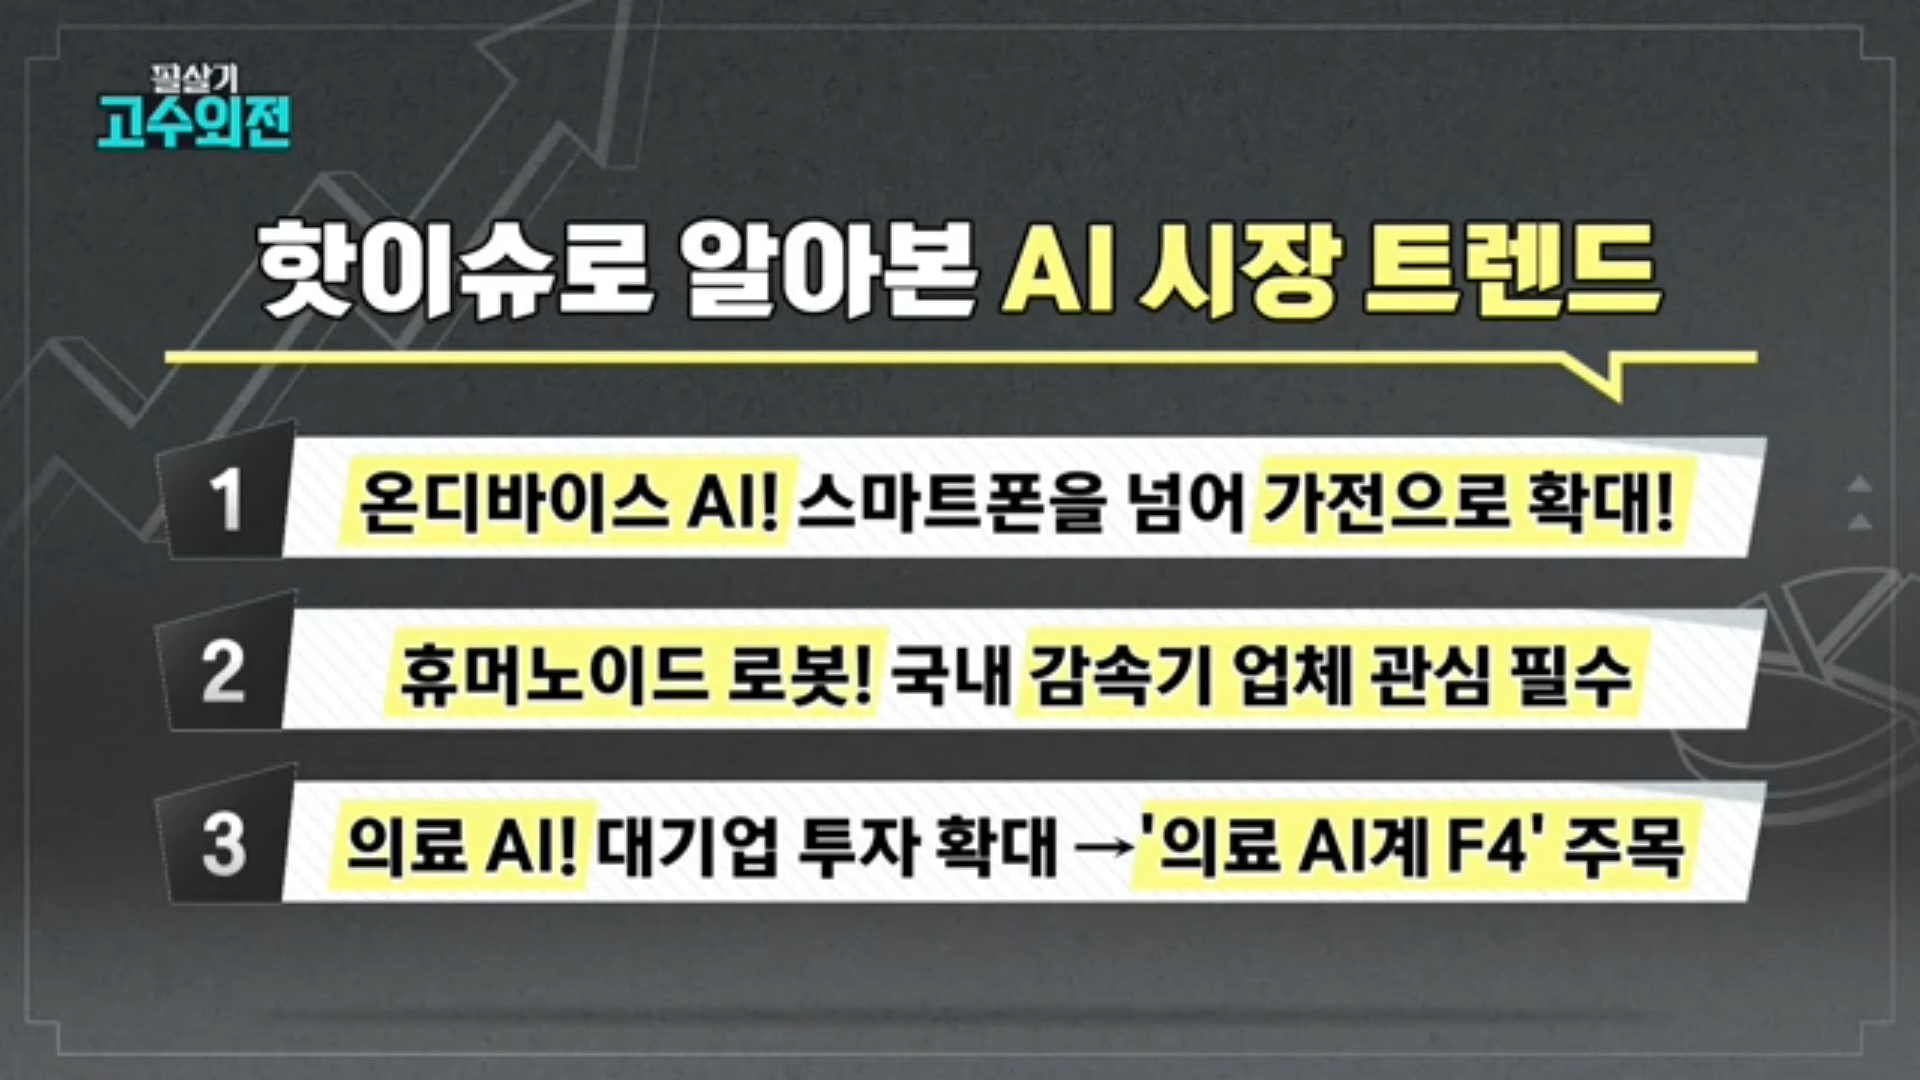 필살기
고수외전
핫이슈로 알아본 AI 시장 트렌드
1 온디바이스 AI! 스마트폰을 넘어 가전으로 확대!
2 휴머노이드 로봇! 국내 감속기 업체 관심 필수
3 의료 AI! 대기업 투자 확대 →'의료 AI계 F4' 주목